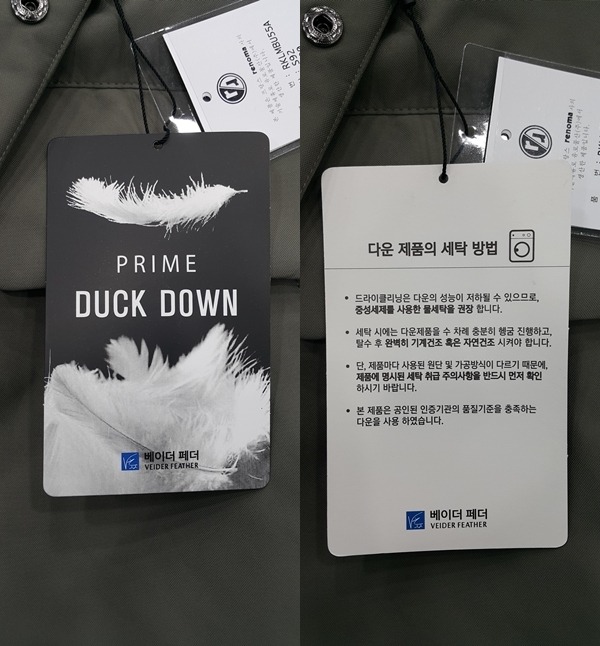 renoma
RKLMBU55A
S92
PRIME
DUCK DOWN
베이더 페더
VEIDER FEATHER
renoma
다운 제품의 세탁 방법
• 드라이클리닝은 다운의 성능이 저하될 수 있으므로,
중성세제를 사용한 물세탁을 권장 합니다.
• 세탁 시에는 다운제품을 수 차례 충분히 헹굼 진행하고,
탈수 후 완벽히 기계건조 혹은 자연건조 시켜야 합니다.
• 단, 제품마다 사용된 원단 및 가공방식이 다르기 때문에,
제품에 명시된 세탁 취급 주의사항을 반드시 먼저 확인
하시기 바랍니다.
• 본 제품은 공인된 인증기관의 품질기준을 충족하는
다운을 사용 하였습니다.
베이더 페더
VEIDER FEATHER